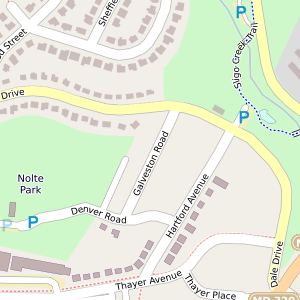 Sheffie
d Street
Sligo Creek Trail
P
Drive
P
Galveston Road
Nolte
Park
Hartford Avenue
Denver Road
P
P
Dale Drive
Thayer Avenue
Thayer Place